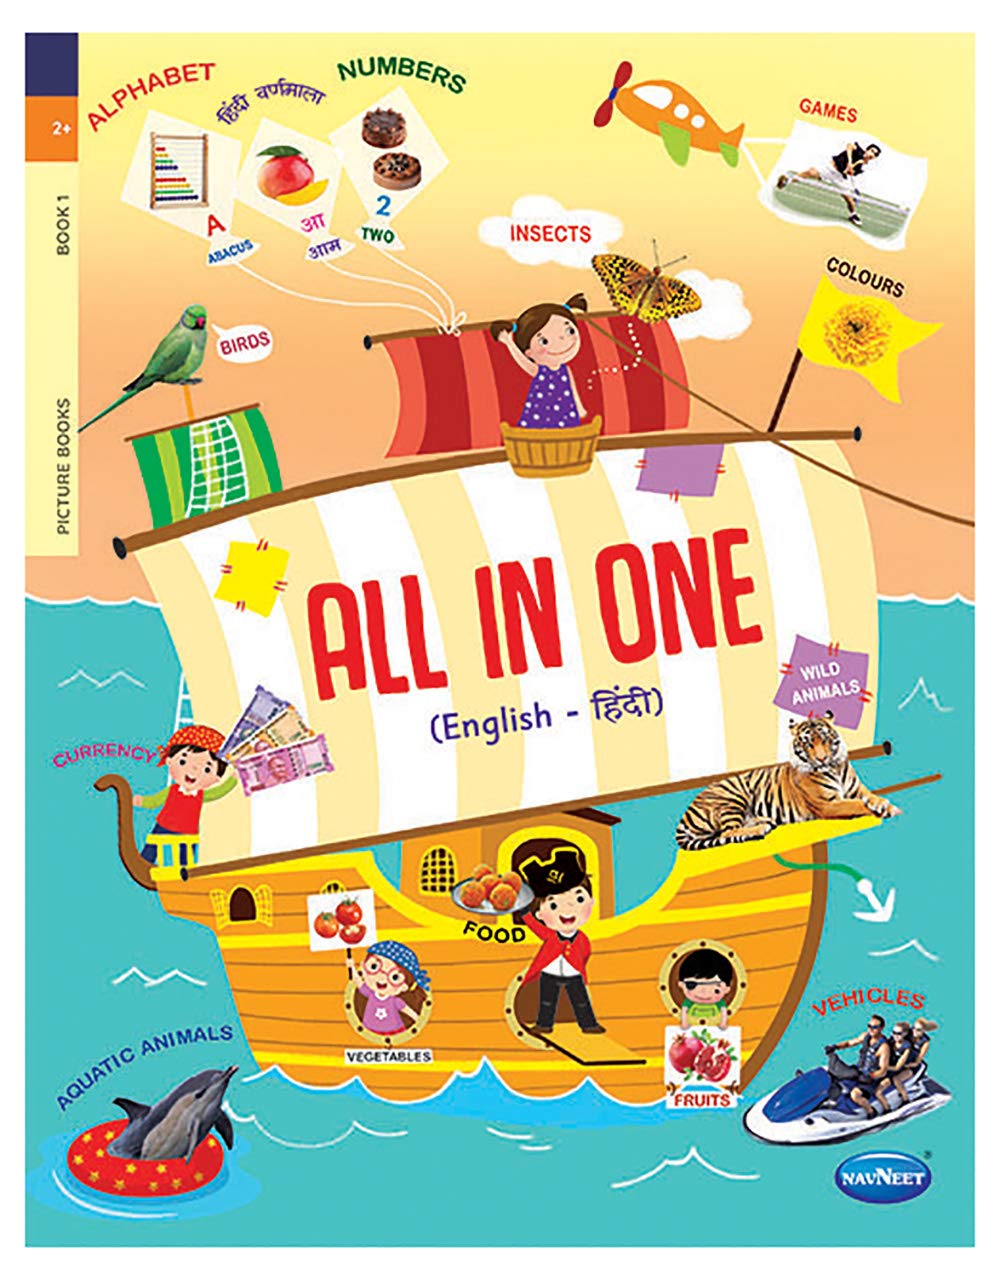 ALPHABET
हिंदी वर्णमाला
NUMBERS
2+
GAMES
A
ABACUS
आ
आम
2
TWO
BOOK 1
INSECTS
COLOURS
BIRDS
PICTURE BOOKS
ALL IN ONE
(English - हिंदी)
WILD
ANIMALS
CURRENCY
FOOD
VEGETABLES
VEHICLES
AQUATIC ANIMALS
FRUITS
NAVNEET
®